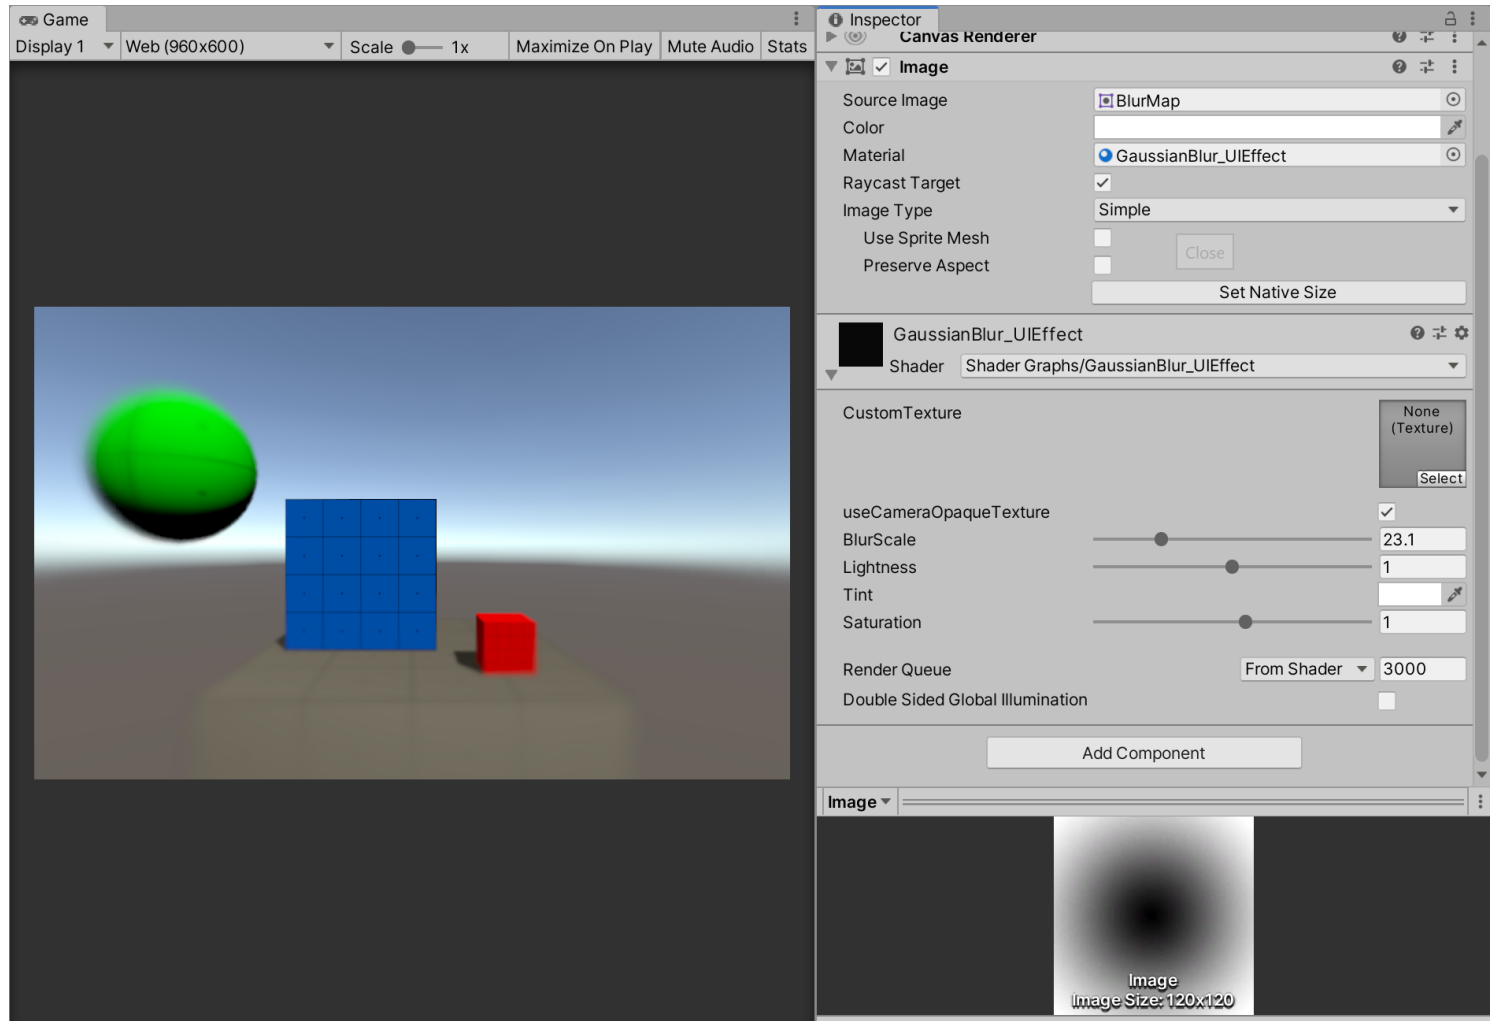 Game
Display 1 Web (960x600) Scale 1x Maximize On Play Mute Audio Stats
Inspector
Canvas Renderer
Image
Source Image BlurMap
Color
Material GaussianBlur_UIEffect
Raycast Target
Image Type Simple
Use Sprite Mesh
Close
Preserve Aspect
Set Native Size
GaussianBlur_UIEffect
Shader Shader Graphs/GaussianBlur_UIEffect
CustomTexture None
(Texture)
Select
useCameraOpaqueTexture
BlurScale 23.1
Lightness 1
Tint
Saturation 1
Render Queue From Shader 3000
Double Sided Global Illumination
Add Component
Image
Image
Image Size: 120x120